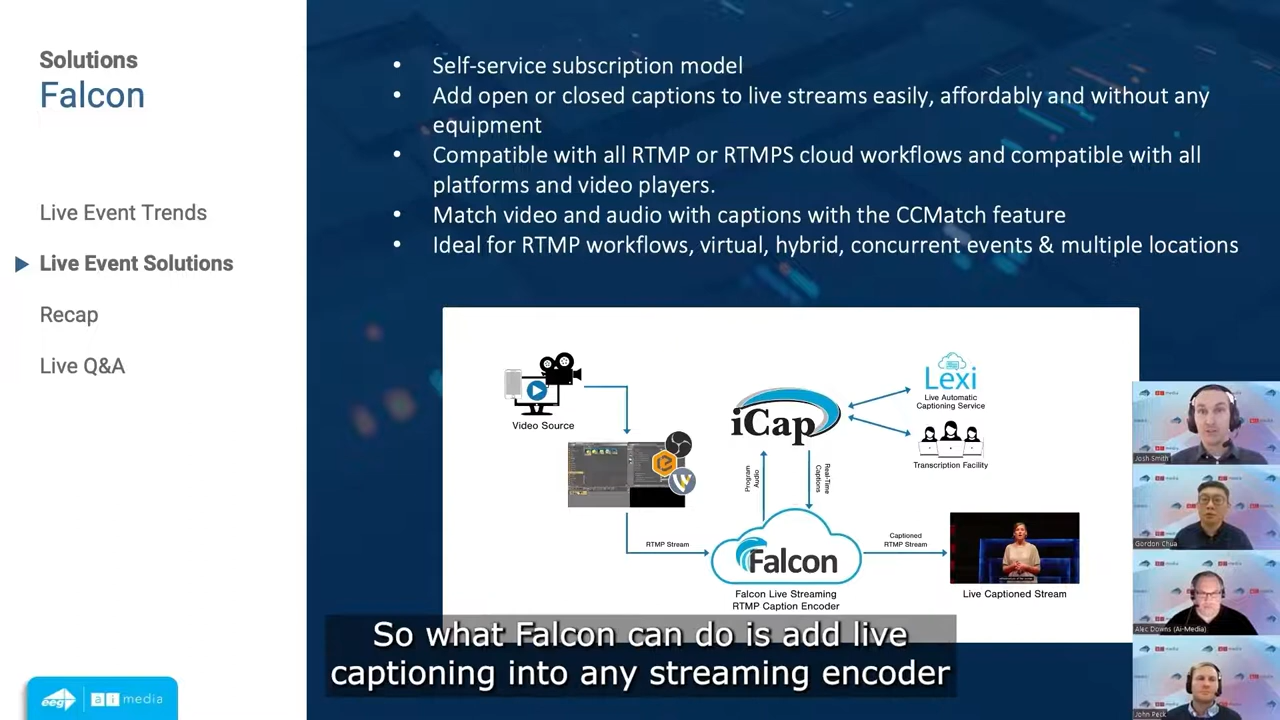 Solutions
Falcon
Live Event Trends
Live Event Solutions
Recap
Live Q&A
eeg
ai media
• Self-service subscription model
• Add open or closed captions to live streams easily, affordably and without any
equipment
• Compatible with all RTMP or RTMPS cloud workflows and compatible with all
platforms and video players.
• Match video and audio with captions with the CCMatch feature
• Ideal for RTMP workflows, virtual, hybrid, concurrent events & multiple locations
Video Source
RTMP Stream
iCap
Program
Audio
Real-Time
Captions
Lexi
Live Automatic
Captioning Service
Transcription Facility
Falcon
Falcon Live Streaming
RTMP Caption Encoder
Captioned
RTMP Stream
Live Captioned Stream
So what Falcon can do is add live
captioning into any streaming encoder
Josh Smith
Gordon Chua
Alec Downs (Ai-Media)
John Peck